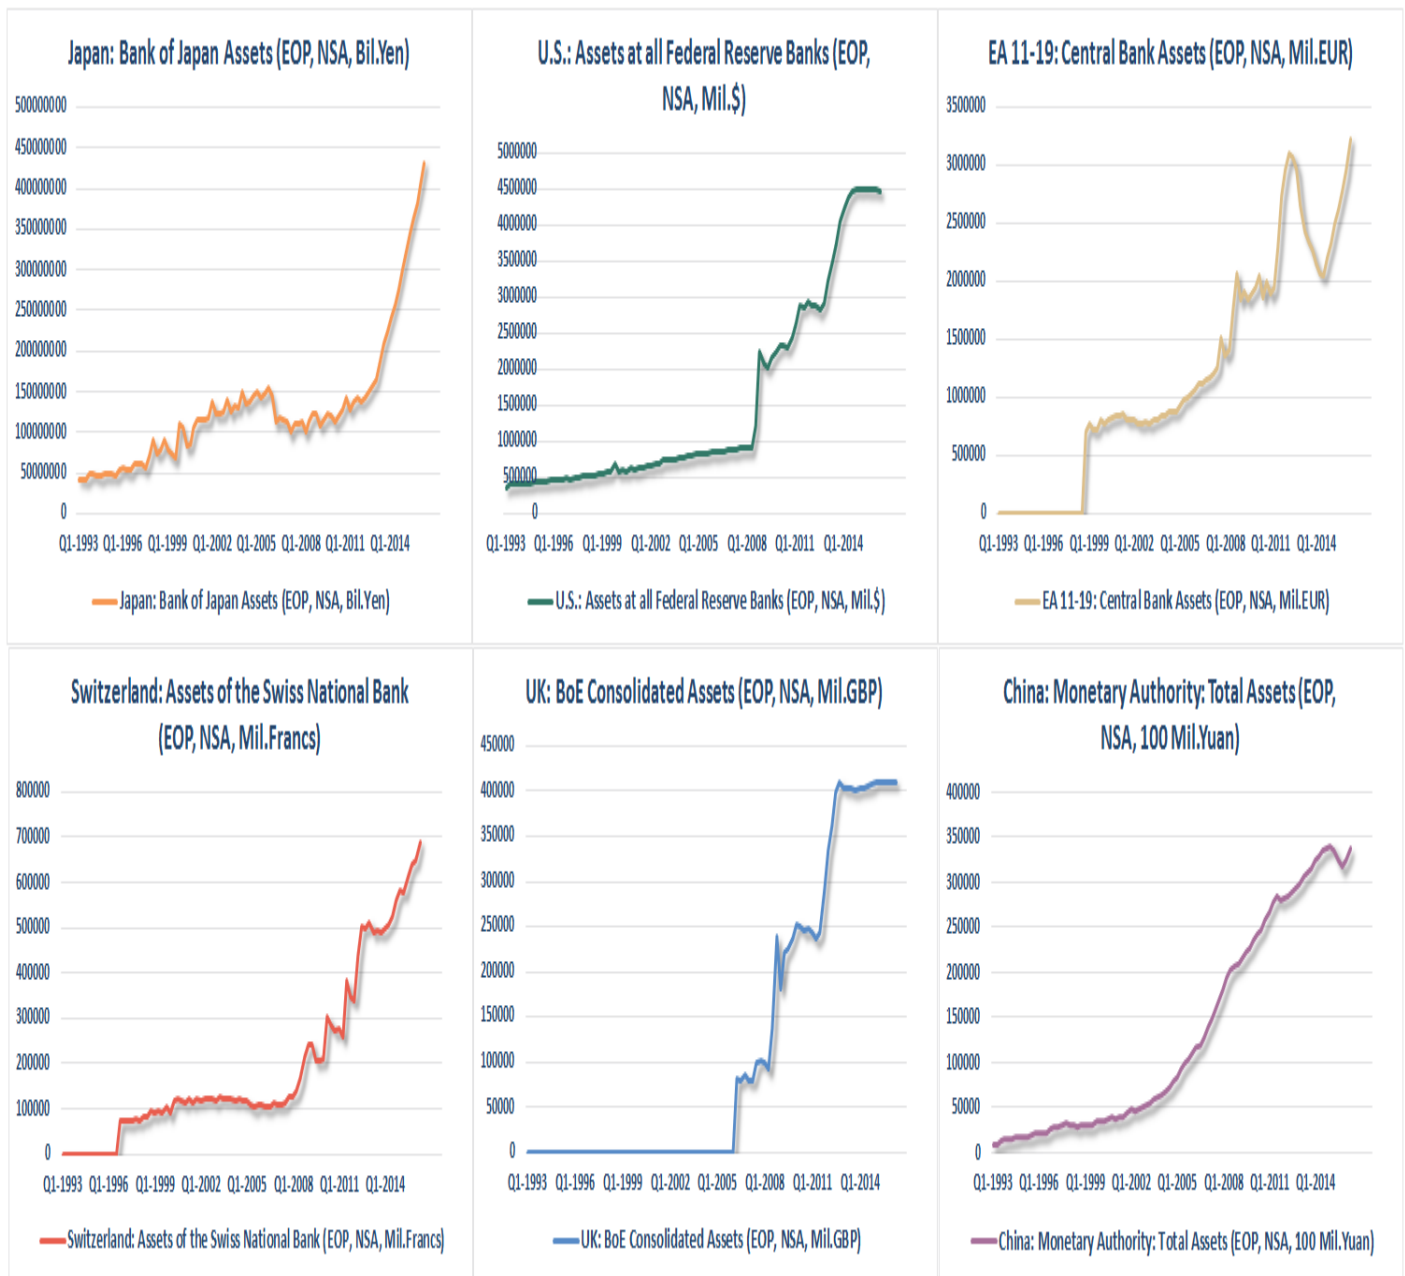 Japan: Bank of Japan Assets (EOP, NSA, Bil.Yen)
500000000
450000000
400000000
350000000
300000000
250000000
200000000
150000000
100000000
50000000
0
Q1-1993 Q1-1996 Q1-1999 Q1-2002 Q1-2005 Q1-2008 Q1-2011 Q1-2014
Japan: Bank of Japan Assets (EOP, NSA, Bil.Yen)
U.S.: Assets at all Federal Reserve Banks (EOP,
NSA, Mil.$)
5000000
4500000
4000000
3500000
3000000
2500000
2000000
1500000
1000000
500000
0
Q1-1993 Q1-1996 Q1-1999 Q1-2002 Q1-2005 Q1-2008 Q1-2011 Q1-2014
U.S.: Assets at all Federal Reserve Banks (EOP, NSA, Mil.$)
EA 11-19: Central Bank Assets (EOP, NSA, Mil.EUR)
3500000
3000000
2500000
2000000
1500000
1000000
500000
0
Q1-1993 Q1-1996 Q1-1999 Q1-2002 Q1-2005 Q1-2008 Q1-2011 Q1-2014
EA 11-19: Central Bank Assets (EOP, NSA, Mil.EUR)
Switzerland: Assets of the Swiss National Bank
(EOP, NSA, Mil.Francs)
800000
700000
600000
500000
400000
300000
200000
100000
0
Q1-1993 Q1-1996 Q1-1999 Q1-2002 Q1-2005 Q1-2008 Q1-2011 Q1-2014
Switzerland: Assets of the Swiss National Bank (EOP, NSA, Mil.Francs)
UK: BoE Consolidated Assets (EOP, NSA, Mil.GBP)
450000
400000
350000
300000
250000
200000
150000
100000
50000
0
Q1-1993 Q1-1996 Q1-1999 Q1-2002 Q1-2005 Q1-2008 Q1-2011 Q1-2014
UK: BoE Consolidated Assets (EOP, NSA, Mil.GBP)
China: Monetary Authority: Total Assets (EOP,
NSA, 100 Mil.Yuan)
400000
350000
300000
250000
200000
150000
100000
50000
0
Q1-1993 Q1-1996 Q1-1999 Q1-2002 Q1-2005 Q1-2008 Q1-2011 Q1-2014
China: Monetary Authority: Total Assets (EOP, NSA, 100 Mil.Yuan)